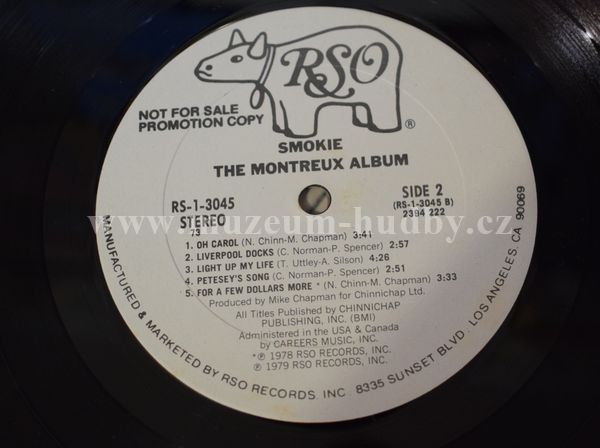 RSO
®
NOT FOR SALE
PROMOTION COPY
SMOKIE
THE MONTREUX ALBUM
RS-1-3045
STEREO
73
SIDE 2
(RS-1-3045 B)
2394 222
www.muzeum-hudby.cz
1. OH CAROL (N. Chinn-M. Chapman) 3:41
2. LIVERPOOL DOCKS (C. Norman-P. Spencer) 2:57
3. LIGHT UP MY LIFE (T. Uttley-A. Silson) 4:26
4. PETESEY'S SONG (C. Norman-P. Spencer) 2:51
5. FOR A FEW DOLLARS MORE * (N. Chinn-M. Chapman) 3:33
Produced by Mike Chapman for Chinnichap Ltd.
All Titles Published by CHINNICHAP
PUBLISHING, INC. (BMI)
Administered in the USA & Canada
by CAREERS MUSIC, INC.
* ℗ 1978 RSO RECORDS, INC.
℗ 1979 RSO RECORDS, INC.
MANUFACTURED & MARKETED BY RSO RECORDS, INC. 8335 SUNSET BLVD., LOS ANGELES, CA 90069